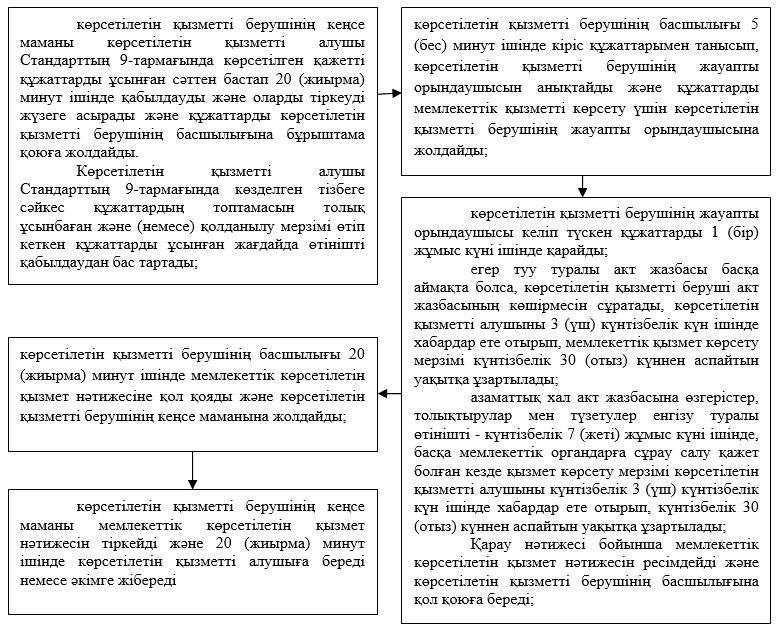 көрсетілетін қызметті берушінің кеңсе
маманы көрсетілетін қызметті алушы
Стандарттың 9-тармағында көрсетілген қажетті
құжаттарды ұсынған сәттен бастап 20 (жиырма)
минут ішінде қабылдауды және оларды тіркеуді
жүзеге асырады және құжаттарды көрсетілетін
қызметті берушінің басшылығына бұрыштама
қоюға жолдайды.
Көрсетілетін қызметті алушы
Стандарттың 9-тармағында көзделген тізбеге
сәйкес құжаттардың топтамасын толық
ұсынбаған және (немесе) қолданылу мерзімі өтіп
кеткен құжаттарды ұсынған жағдайда өтінішті
қабылдаудан бас тартады;
көрсетілетін қызметті берушінің басшылығы 5
(бес) минут ішінде кіріс құжаттарымен танысып,
көрсетілетін қызметті берушінің жауапты
орындаушысын анықтайды және құжаттарды
мемлекеттік қызметті көрсету үшін көрсетілетін
қызметті берушінің жауапты орындаушысына
жолдайды;
көрсетілетін қызметті берушінің жауапты
орындаушысы келіп түскен құжаттарды 1 (бір)
жұмыс күні ішінде қарайды;
егер туу туралы акт жазбасы басқа
аймақта болса, көрсетілетін қызметті беруші акт
жазбасының көшірмесін сұратады, көрсетілетін
қызметті алушыны 3 (үш) күнтізбелік күн ішінде
хабардар ете отырып, мемлекеттік қызмет көрсету
мерзімі күнтізбелік 30 (отыз) күннен аспайтын
уақытқа ұзартылады;
азаматтық хал акт жазбасына өзгерістер,
толықтырулар мен түзетулер енгізу туралы
өтінішті - күнтізбелік 7 (жеті) жұмыс күні ішінде,
басқа мемлекеттік органдарға сұрау салу қажет
болған кезде қызмет көрсету мерзімі көрсетілетін
қызметті алушыны күнтізбелік 3 (үш) күнтізбелік
күн ішінде хабардар ете отырып, күнтізбелік 30
(отыз) күннен аспайтын уақытқа ұзартылады;
Қарау нәтижесі бойынша мемлекеттік
көрсетілетін қызмет нәтижесін ресімдейді және
көрсетілетін қызметті берушінің басшылығына
қол қоюға береді;
көрсетілетін қызметті берушінің басшылығы 20
(жиырма) минут ішінде мемлекеттік көрсетілетін
қызмет нәтижесіне қол қояды және көрсетілетін
қызметті берушінің кеңсе маманына жолдайды;
көрсетілетін қызметті берушінің кеңсе
маманы мемлекеттік көрсетілетін қызмет
нәтижесін тіркейді және 20 (жиырма) минут
ішінде көрсетілетін қызметті алушыға береді
немесе әкімге жібереді